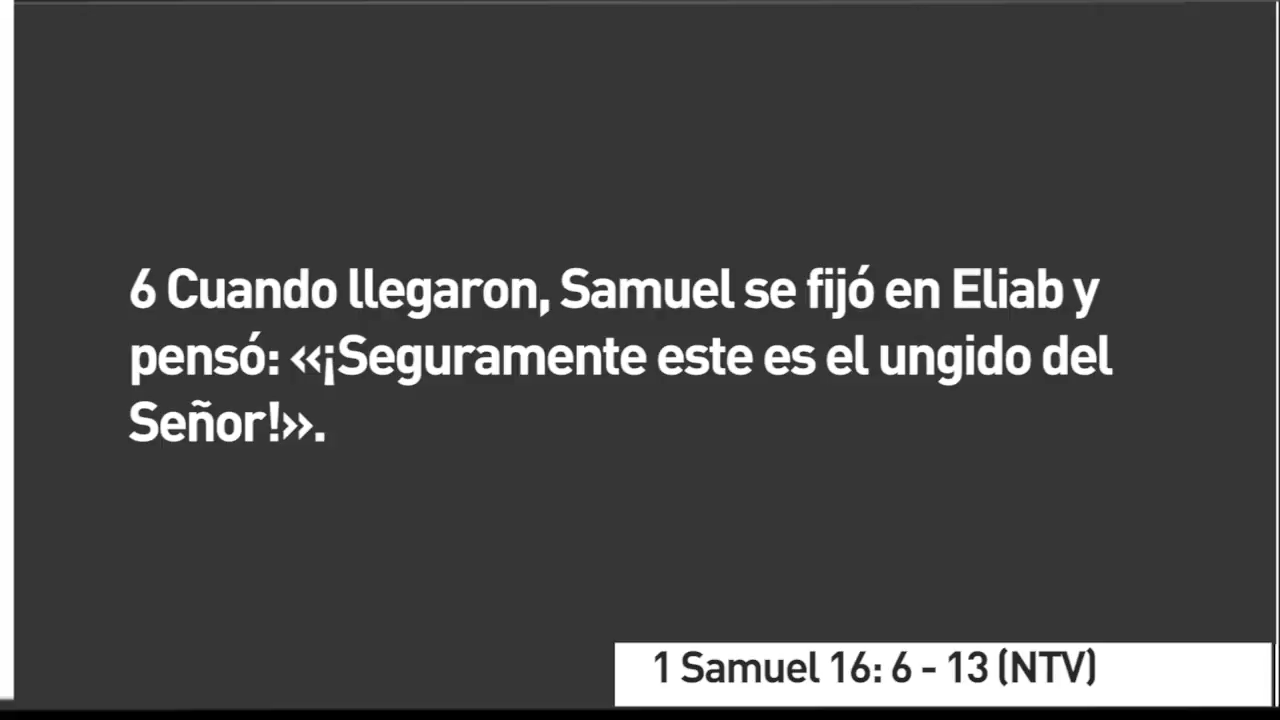 6 Cuando llegaron, Samuel se fijó en Eliab y
pensó: «¡Seguramente este es el ungido del
Señor!».
1 Samuel 16: 6 - 13 (NTV)